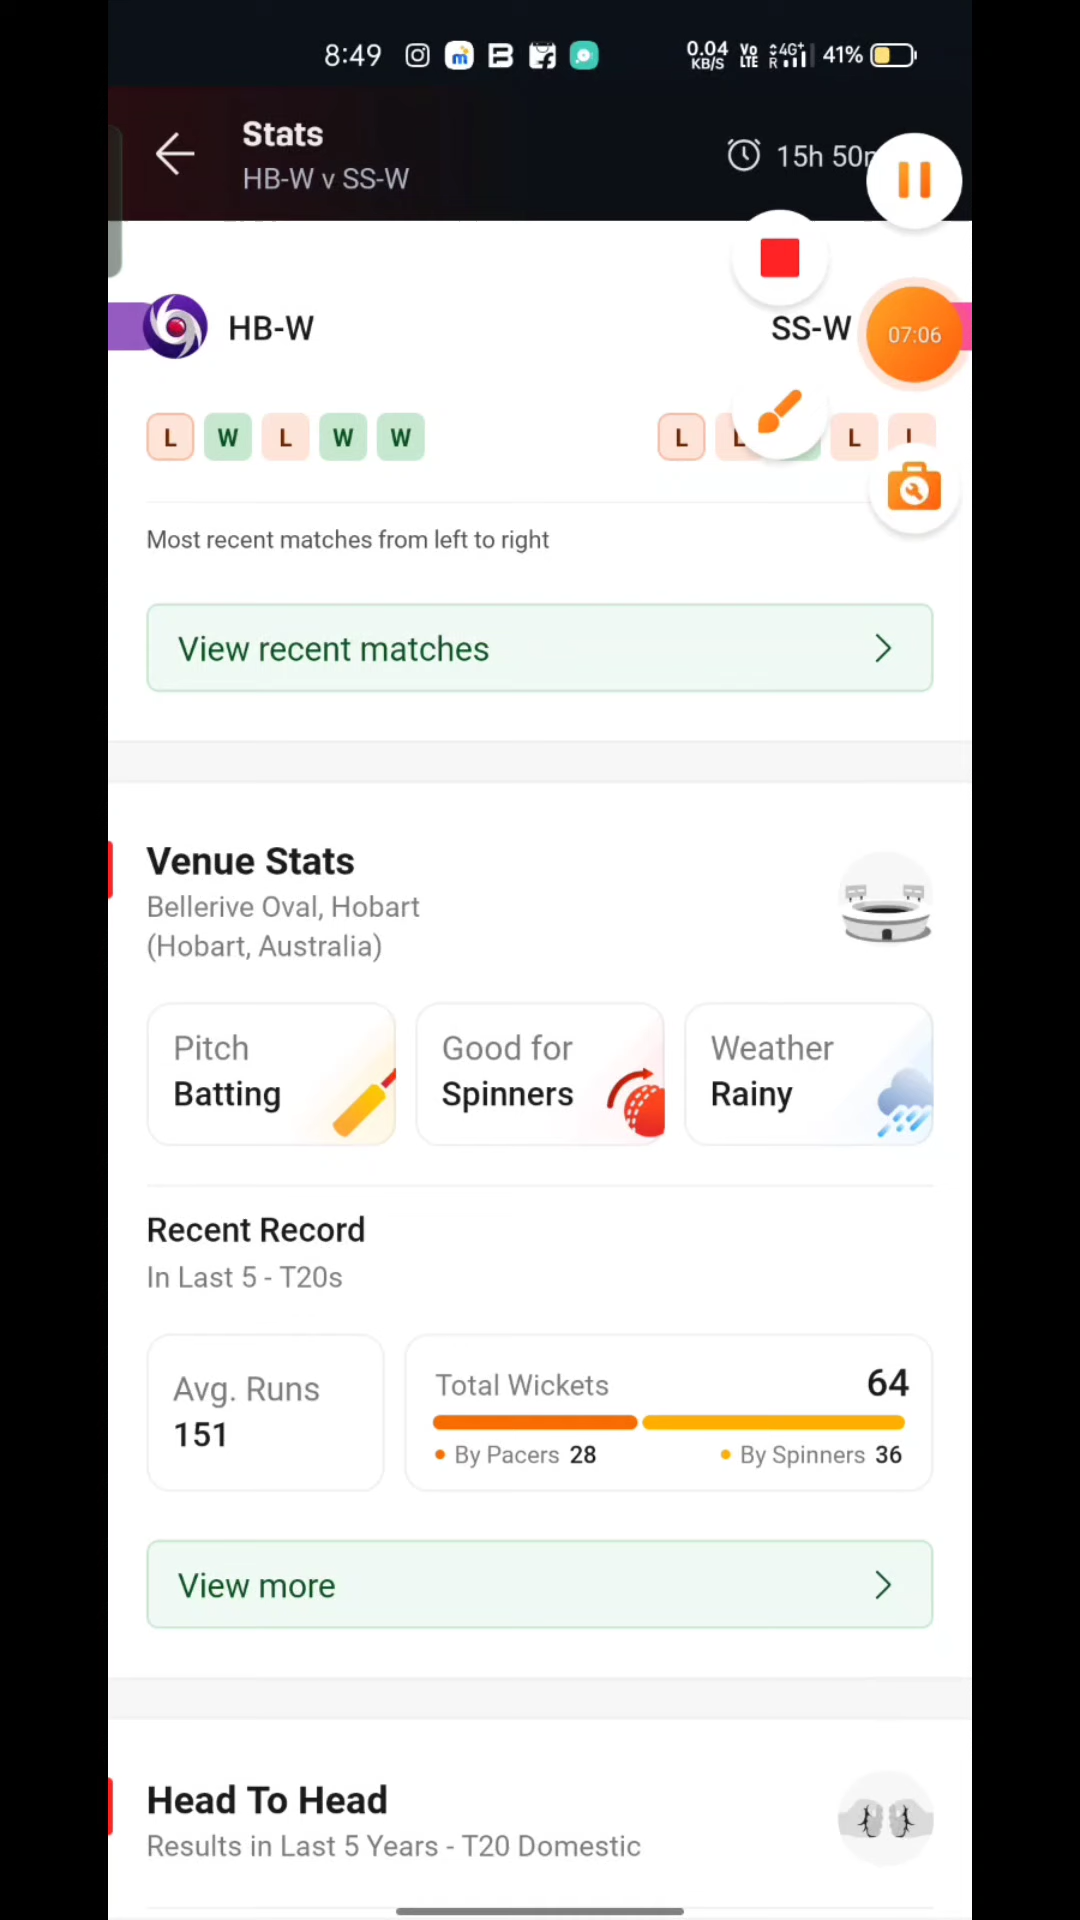 8:49
0.04 KB/S Vo LTE R 4G+ 41%
Stats
HB-W v SS-W
15h 50
HB-W
SS-W
07:06
L W L W W
L L L L
Most recent matches from left to right
View recent matches
Venue Stats
Bellerive Oval, Hobart
(Hobart, Australia)
Pitch
Batting
Good for
Spinners
Weather
Rainy
Recent Record
In Last 5 - T20s
Avg. Runs
151
Total Wickets 64
By Pacers 28
By Spinners 36
View more
Head To Head
Results in Last 5 Years - T20 Domestic